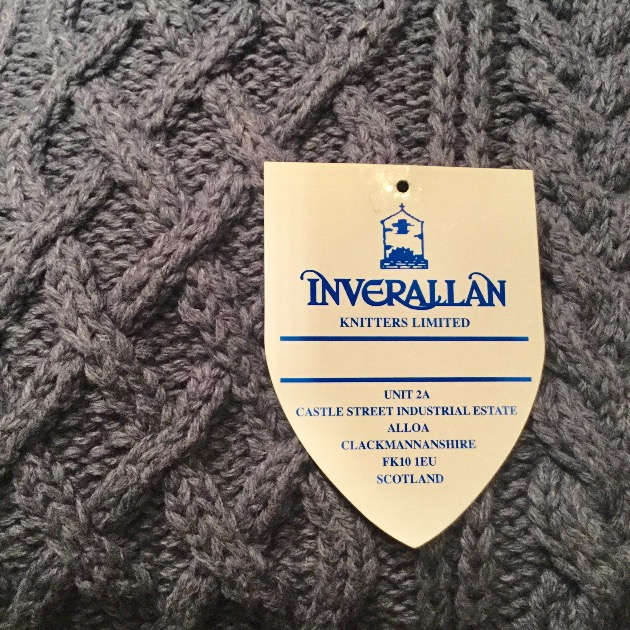 INVERALLAN
KNITTERS LIMITED
UNIT 2A
CASTLE STREET INDUSTRIAL ESTATE
ALLOA
CLACKMANNANSHIRE
FK10 1EU
SCOTLAND